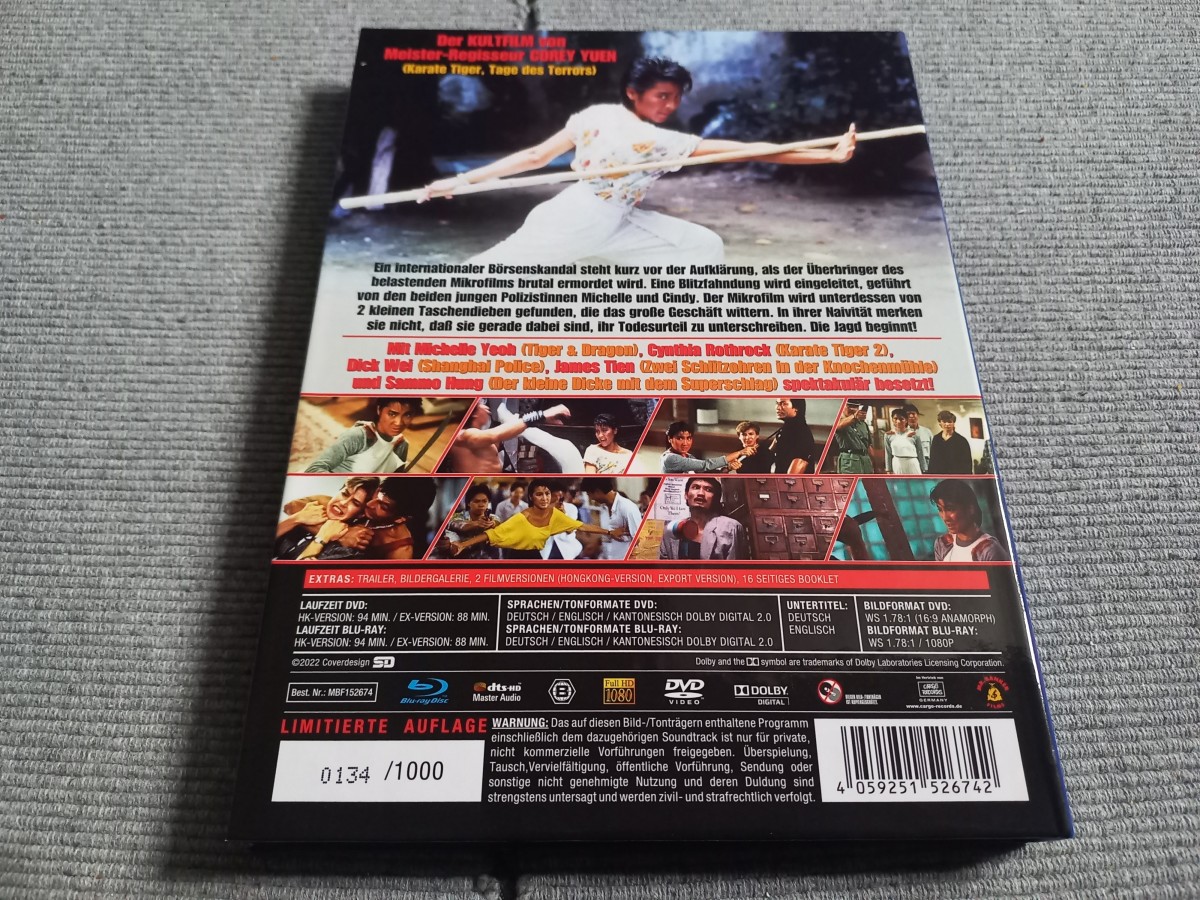 Der KULTFILM von
Meister-Regisseur COREY YUEN
(Karate Tiger, Tage des Terrors)
Ein internationaler Börsenskandal steht kurz vor der Aufklärung, als der Überbringer des
belastenden Mikrofilms brutal ermordet wird. Eine Blitzfahndung wird eingeleitet, geführt
von den beiden jungen Polizistinnen Michelle und Cindy. Der Mikrofilm wird unterdessen von
2 kleinen Taschendieben gefunden, die das große Geschäft wittern. In ihrer Naivität merken
sie nicht, daß sie gerade dabei sind, ihr Todesurteil zu unterschreiben. Die Jagd beginnt!
Mit Michelle Yeoh (Tiger & Dragon), Cynthia Rothrock (Karate Tiger 2),
Dick Wei (Shanghai Police), James Tien (Zwei Schlitzohren in der Knochenmühle)
und Sammo Hung (Der kleine Dicke mit dem Superschlag) spektakulär besetzt!
EXTRAS: TRAILER, BILDERGALERIE, 2 FILMVERSIONEN (HONGKONG-VERSION, EXPORT VERSION), 16 SEITIGES BOOKLET
LAUFZEIT DVD:
HK-VERSION: 94 MIN. / EX-VERSION: 88 MIN.
LAUFZEIT BLU-RAY:
HK-VERSION: 94 MIN. / EX-VERSION: 88 MIN.
SPRACHEN/TONFORMATE DVD:
DEUTSCH / ENGLISCH / KANTONESISCH DOLBY DIGITAL 2.0
SPRACHEN/TONFORMATE BLU-RAY:
DEUTSCH / ENGLISCH / KANTONESISCH DOLBY DIGITAL 2.0
UNTERTITEL:
DEUTSCH
ENGLISCH
BILDFORMAT DVD:
WS 1.78:1 (16:9 ANAMORPH)
BILDFORMAT BLU-RAY:
WS 1.78:1 / 1080P
©2022 Coverdesign SD
Dolby and the DD symbol are trademarks of Dolby Laboratories Licensing Corporation.
Best. Nr.: MBF152674
Blu-ray Disc
dts-HD
Master Audio
B
Full HD
1080
DVD
VIDEO
DOLBY
DIGITAL
Im Vertrieb von
CARGO
RECORDS
GERMANY
www.cargo-records.de
LIMITIERTE AUFLAGE
0134 /1000
WARNUNG: Das auf diesen Bild-/Tonträgern enthaltene Programm
einschließlich dem dazugehörigen Soundtrack ist nur für private,
nicht kommerzielle Vorführungen freigegeben. Überspielung,
Tausch,Vervielfältigung, öffentliche Vorführung, Sendung oder
sonstige nicht genehmigte Nutzung und deren Duldung sind
strengstens untersagt und werden zivil- und strafrechtlich verfolgt.
4 059251 526742